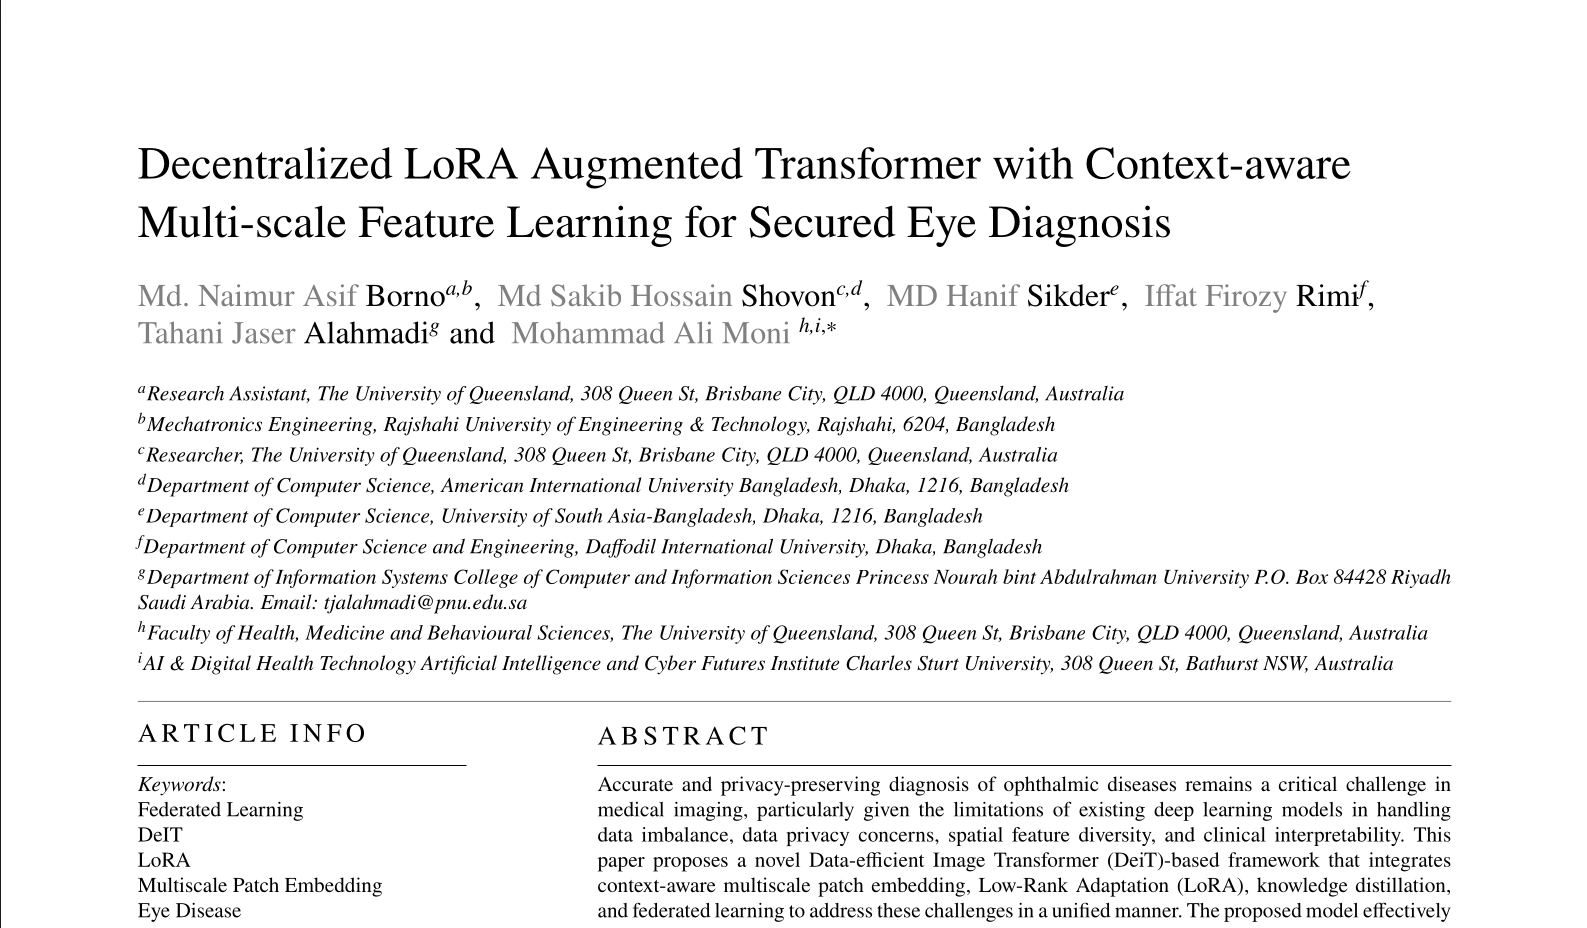 Decentralized LoRA Augmented Transformer with Context-aware
Multi-scale Feature Learning for Secured Eye Diagnosis
Md. Naimur Asif Borno^a,b, Md Sakib Hossain Shovon^c,d, MD Hanif Sikder^e, Iffat Firozy Rimi^f,
Tahani Jaser Alahmadi^g and Mohammad Ali Moni ^h,i,*
^aResearch Assistant, The University of Queensland, 308 Queen St, Brisbane City, QLD 4000, Queensland, Australia
^bMechatronics Engineering, Rajshahi University of Engineering & Technology, Rajshahi, 6204, Bangladesh
^cResearcher, The University of Queensland, 308 Queen St, Brisbane City, QLD 4000, Queensland, Australia
^dDepartment of Computer Science, American International University Bangladesh, Dhaka, 1216, Bangladesh
^eDepartment of Computer Science, University of South Asia-Bangladesh, Dhaka, 1216, Bangladesh
^fDepartment of Computer Science and Engineering, Daffodil International University, Dhaka, Bangladesh
^gDepartment of Information Systems College of Computer and Information Sciences Princess Nourah bint Abdulrahman University P.O. Box 84428 Riyadh
Saudi Arabia. Email: tjalahmadi@pnu.edu.sa
^hFaculty of Health, Medicine and Behavioural Sciences, The University of Queensland, 308 Queen St, Brisbane City, QLD 4000, Queensland, Australia
^iAI & Digital Health Technology Artificial Intelligence and Cyber Futures Institute Charles Sturt University, 308 Queen St, Bathurst NSW, Australia
ARTICLE INFO
Keywords:
Federated Learning
DeIT
LoRA
Multiscale Patch Embedding
Eye Disease
ABSTRACT
Accurate and privacy-preserving diagnosis of ophthalmic diseases remains a critical challenge in
medical imaging, particularly given the limitations of existing deep learning models in handling
data imbalance, data privacy concerns, spatial feature diversity, and clinical interpretability. This
paper proposes a novel Data-efficient Image Transformer (DeiT)-based framework that integrates
context-aware multiscale patch embedding, Low-Rank Adaptation (LoRA), knowledge distillation,
and federated learning to address these challenges in a unified manner. The proposed model effectively